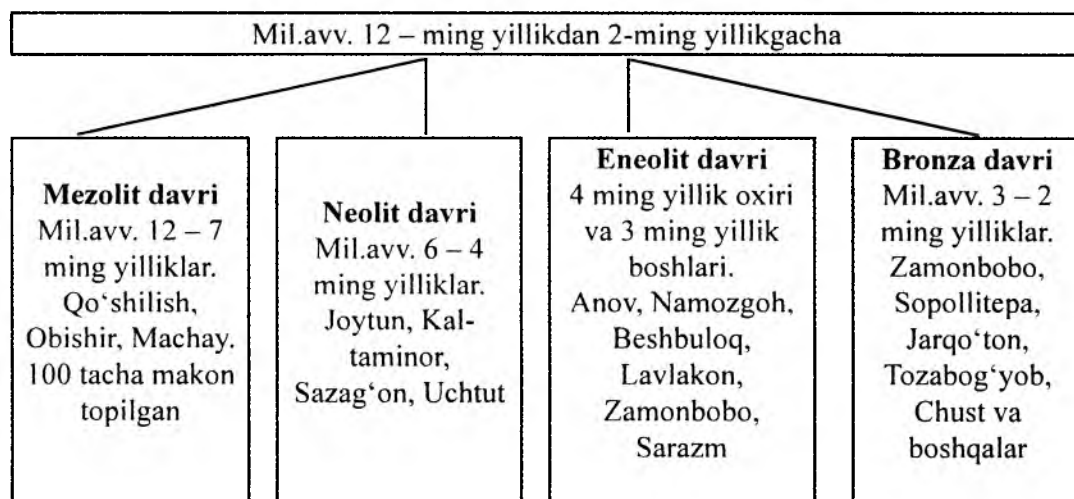 Mil.avv. 12 – ming yillikdan 2-ming yillikgacha
Mezolit davri
Mil.avv. 12 – 7
ming yilliklar.
Qo‘shilish,
Obishir, Machay.
100 tacha makon
topilgan
Neolit davri
Mil.avv. 6 – 4
ming yilliklar.
Joytun, Kal-
taminor,
Sazag‘on, Uchtut
Eneolit davri
4 ming yillik oxiri
va 3 ming yillik
boshlari.
Anov, Namozgoh,
Beshbuloq,
Lavlakon,
Zamonbobo,
Sarazm
Bronza davri
Mil.avv. 3 – 2
ming yilliklar.
Zamonbobo,
Sopollitepa,
Jarqo‘ton,
Tozabog‘yob,
Chust va
boshqalar